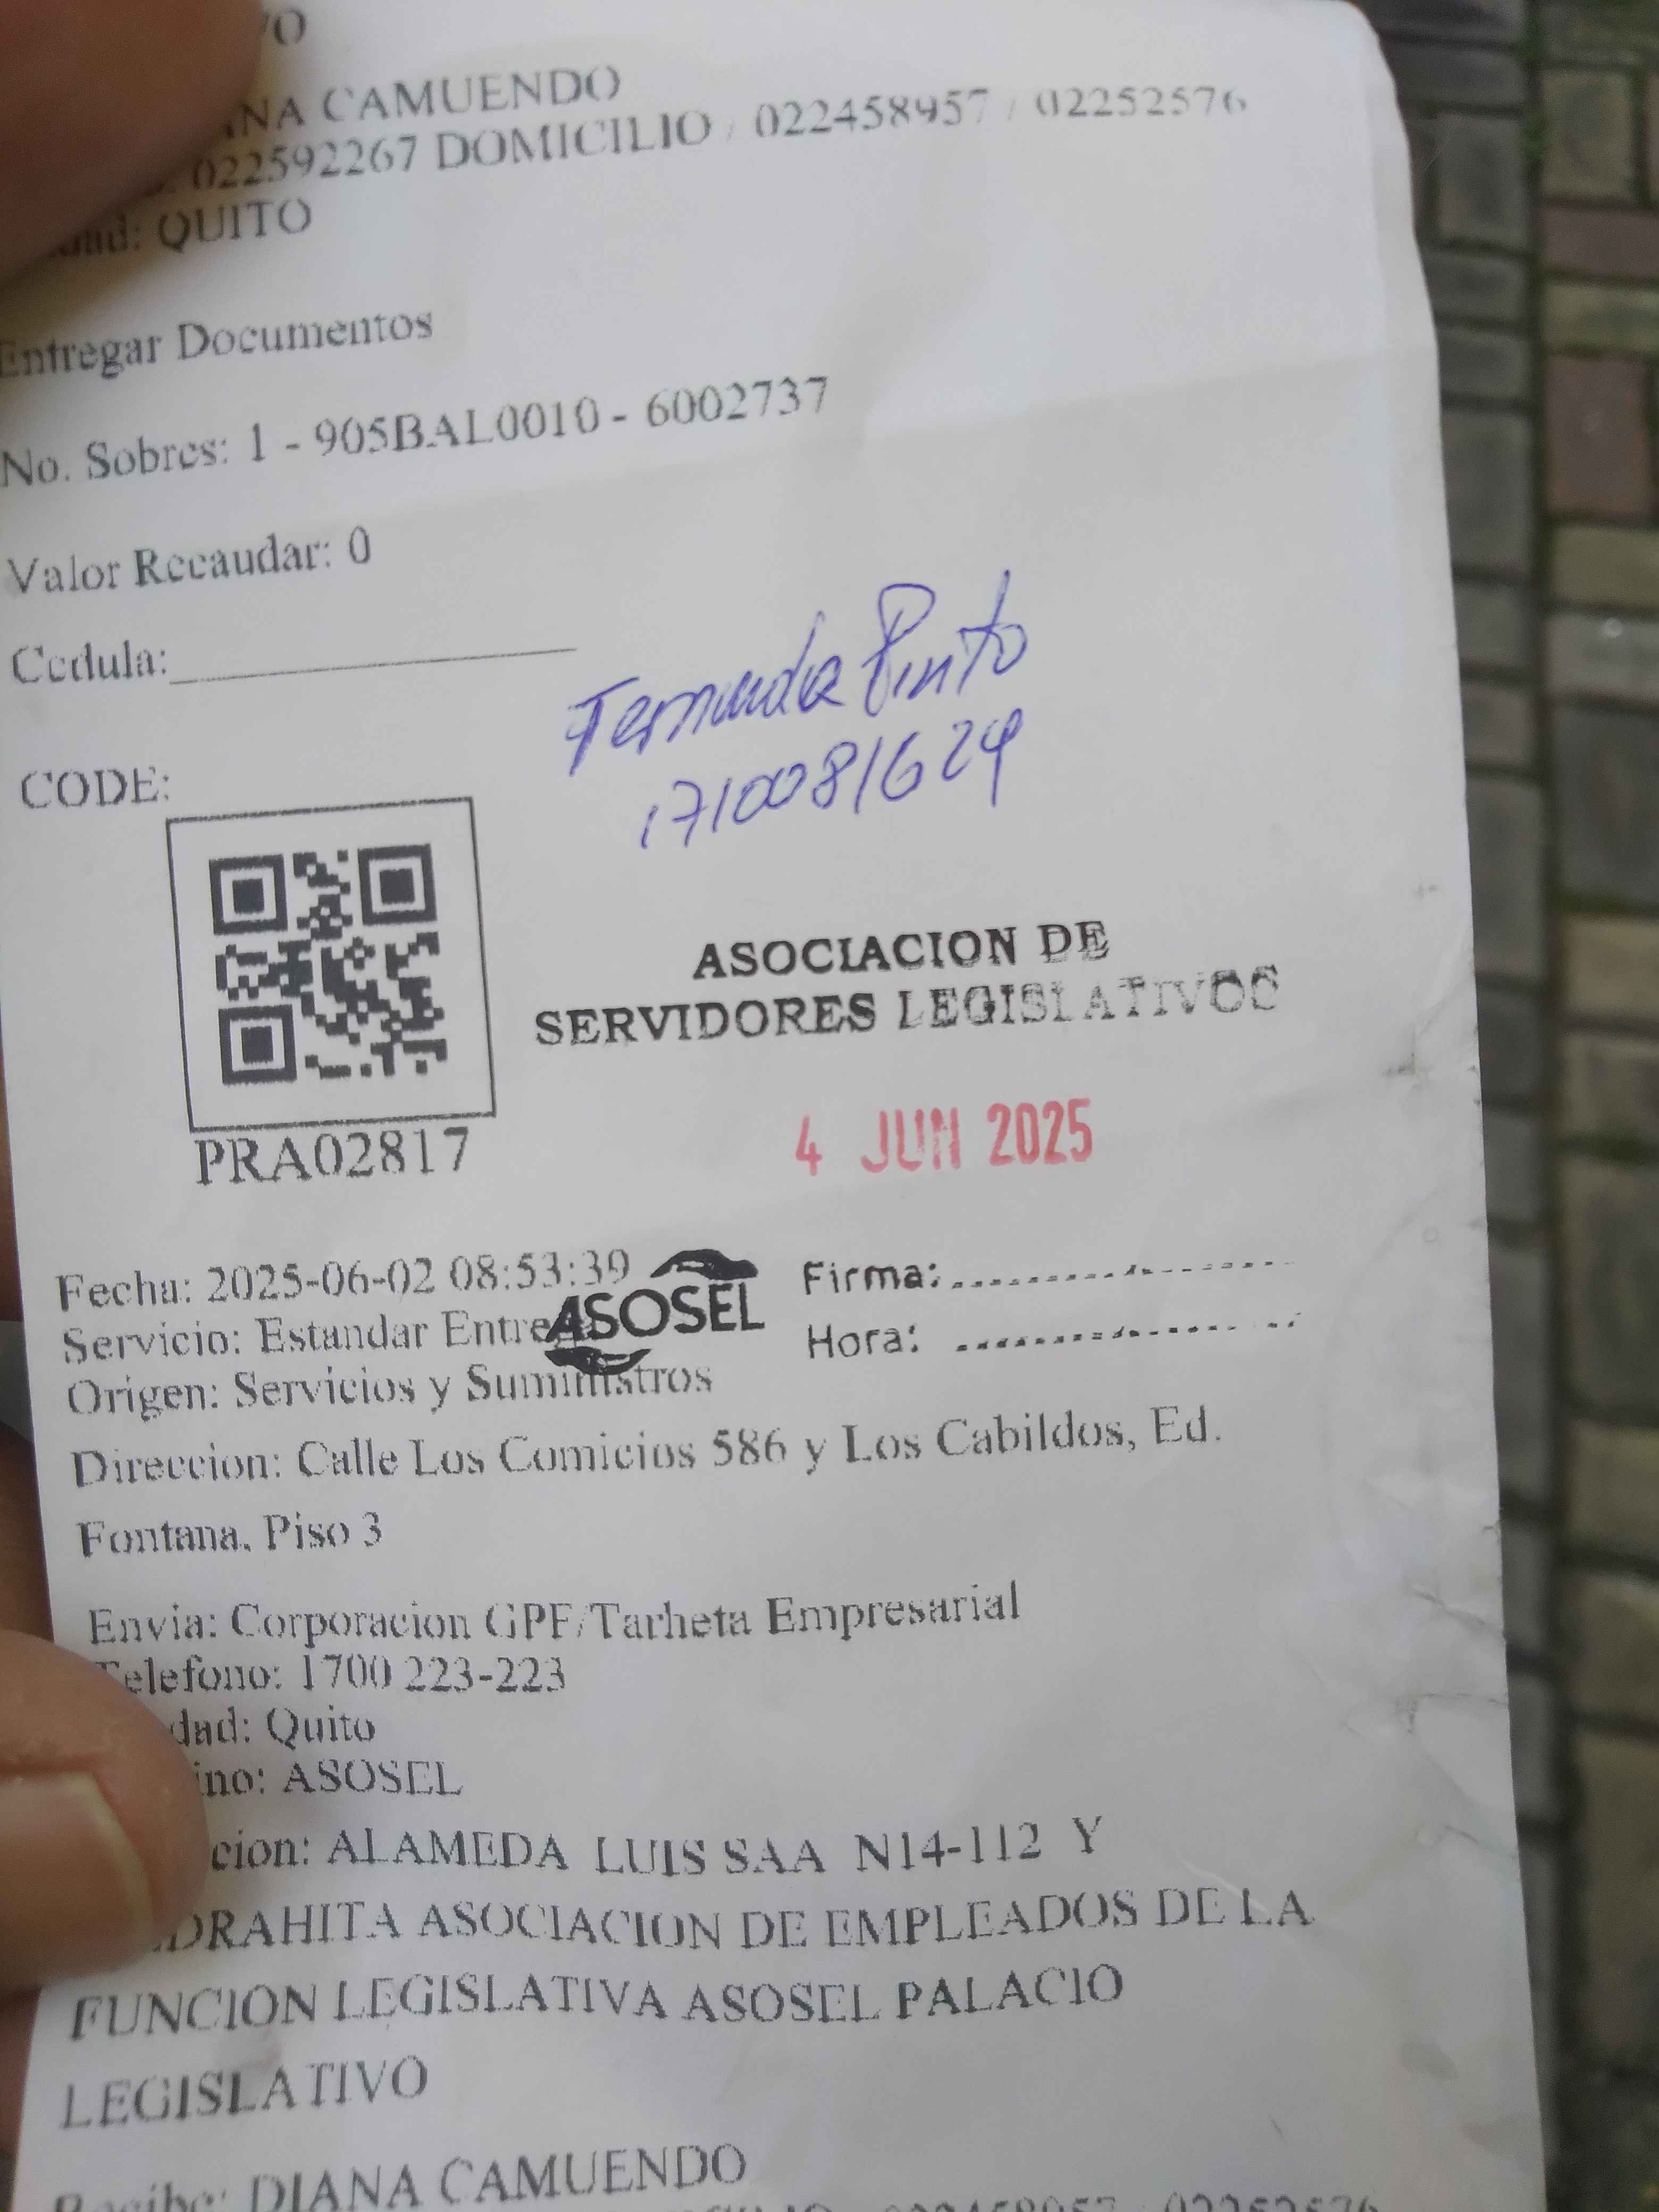 CAMUENDO
022592267 DOMICILIO / 022458957 / 02252576
QUITO
Entregar Documentos
No. Sobres: 1 - 905BAL0010 - 6002737
Valor Recaudar: 0
Cedula:
Fernanda Pinto
CODE:
ASOCIACION DE
SERVIDORES LEGISLATIVOS
PRA02817
4 JUN 2025
Fecha: 2025-06-02 08:53:39
ASOSEL
Firma:
Hora:
Servicio: Estandar Entrega
Origen: Servicios y Suministros
Direccion: Calle Los Comicios 586 y Los Cabildos, Ed.
Fontana, Piso 3
Envia: Corporacion GPF/Tarheta Empresarial
Telefono: 1700 223-223
Quito
ASOSEL
ALAMEDA LUIS SAA N14-112 Y
ASOCIACION DE EMPLEADOS DE LA
FUNCION LEGISLATIVA ASOSEL PALACIO
LEGISLATIVO
Recibe: DIANA CAMUENDO